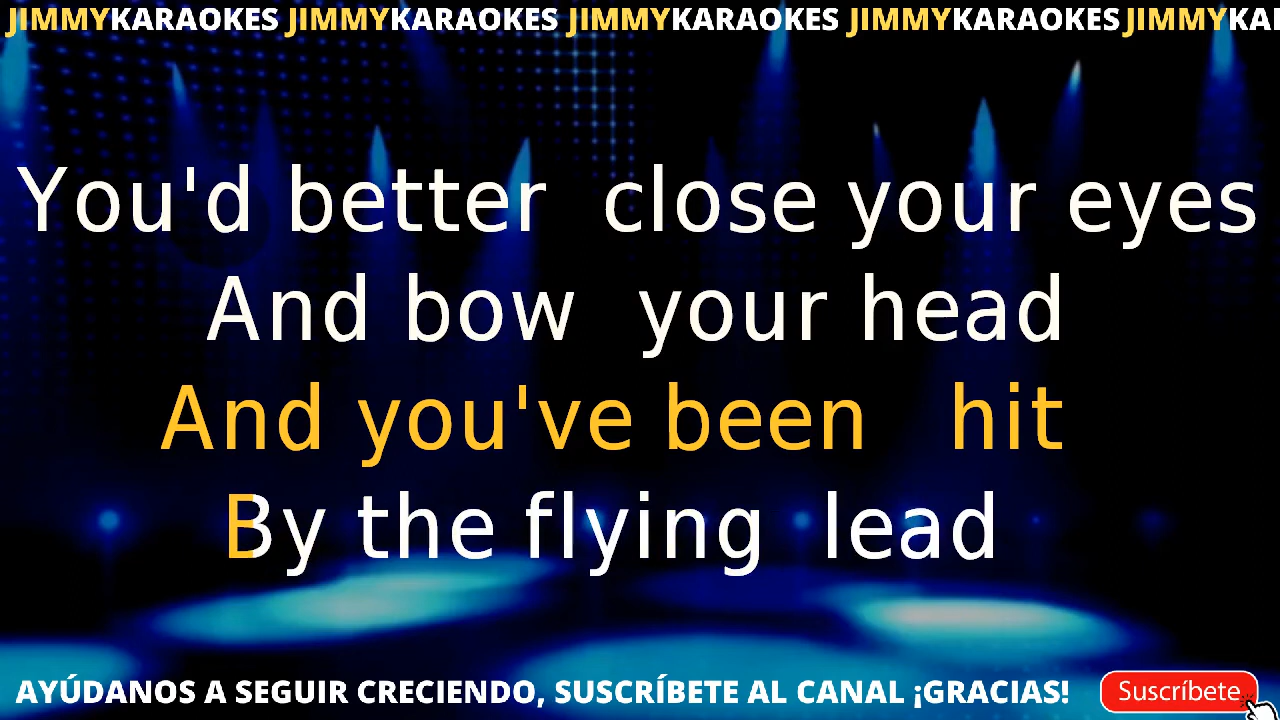 JIMMYKARAOKES JIMMYKARAOKES JIMMYKARAOKES JIMMYKARAOKES JIMMYKAI
You'd better close your eyes
And bow your head
And you've been hit
By the flying lead
AYÚDANOS A SEGUIR CRECIENDO, SUSCRÍBETE AL CANAL ¡GRACIAS! Suscríbete